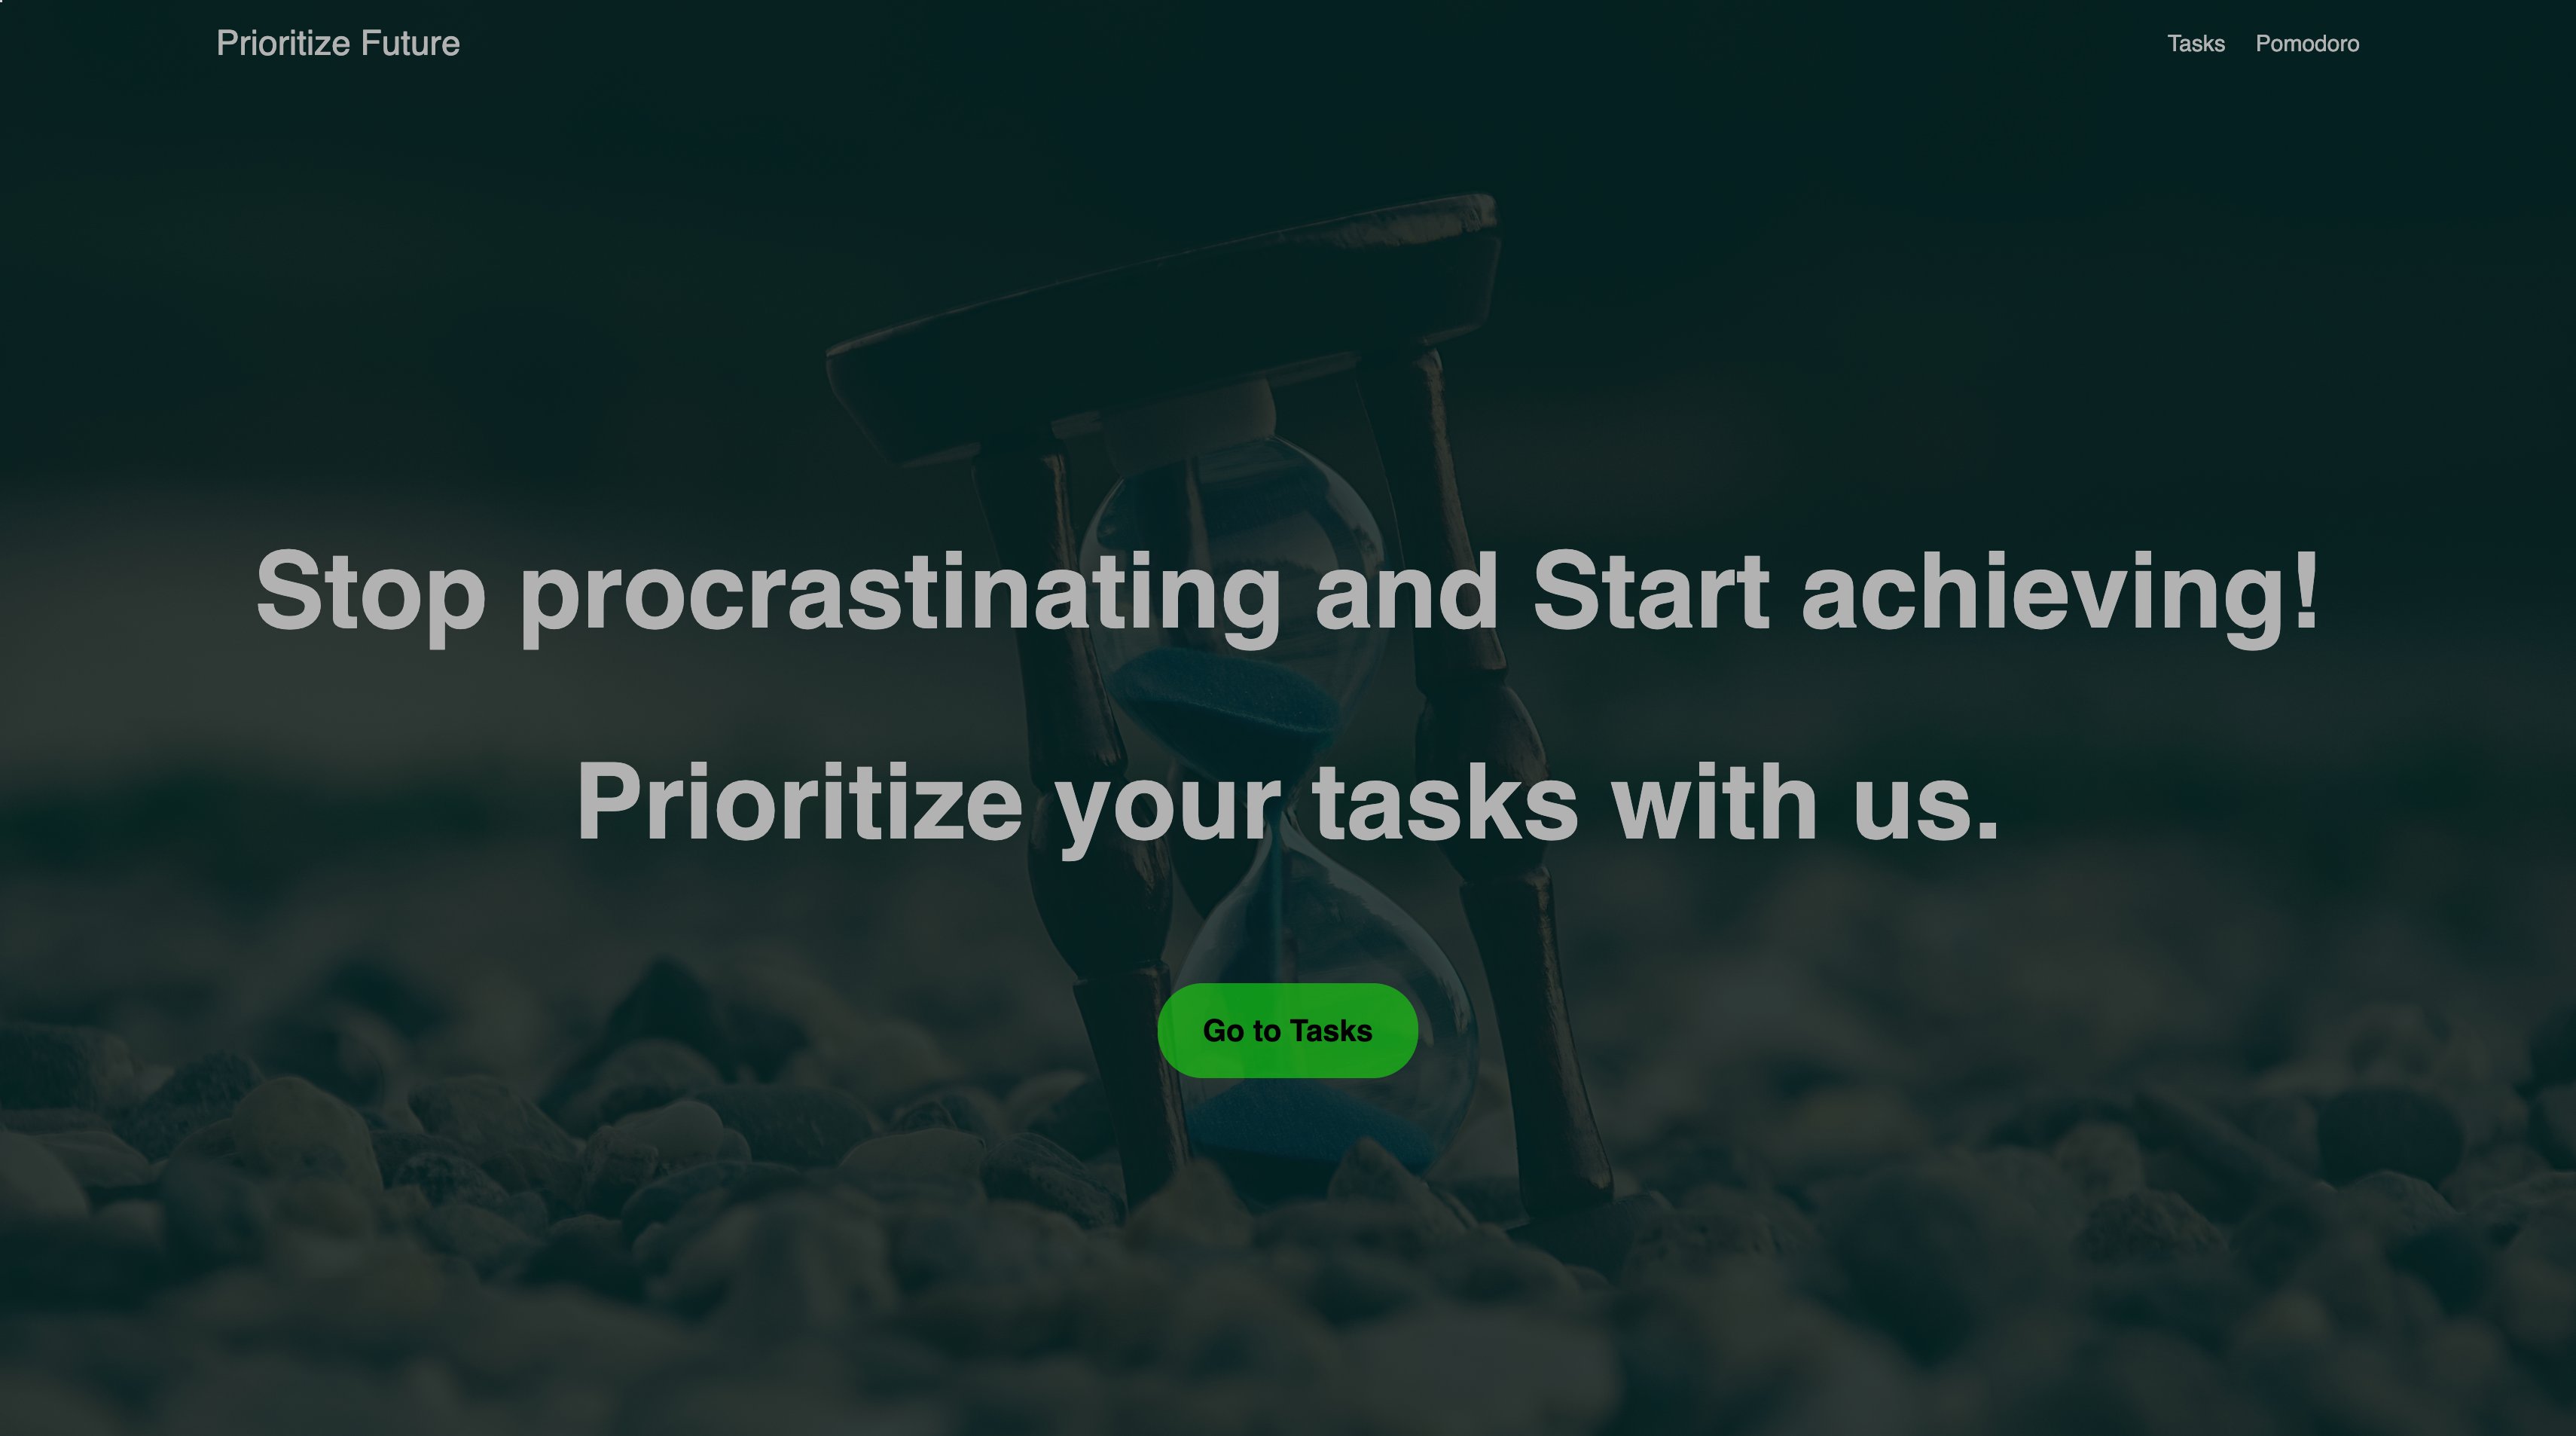 Prioritize Future
Tasks Pomodoro
Stop procrastinating and Start achieving!
Prioritize your tasks with us.
Go to Tasks